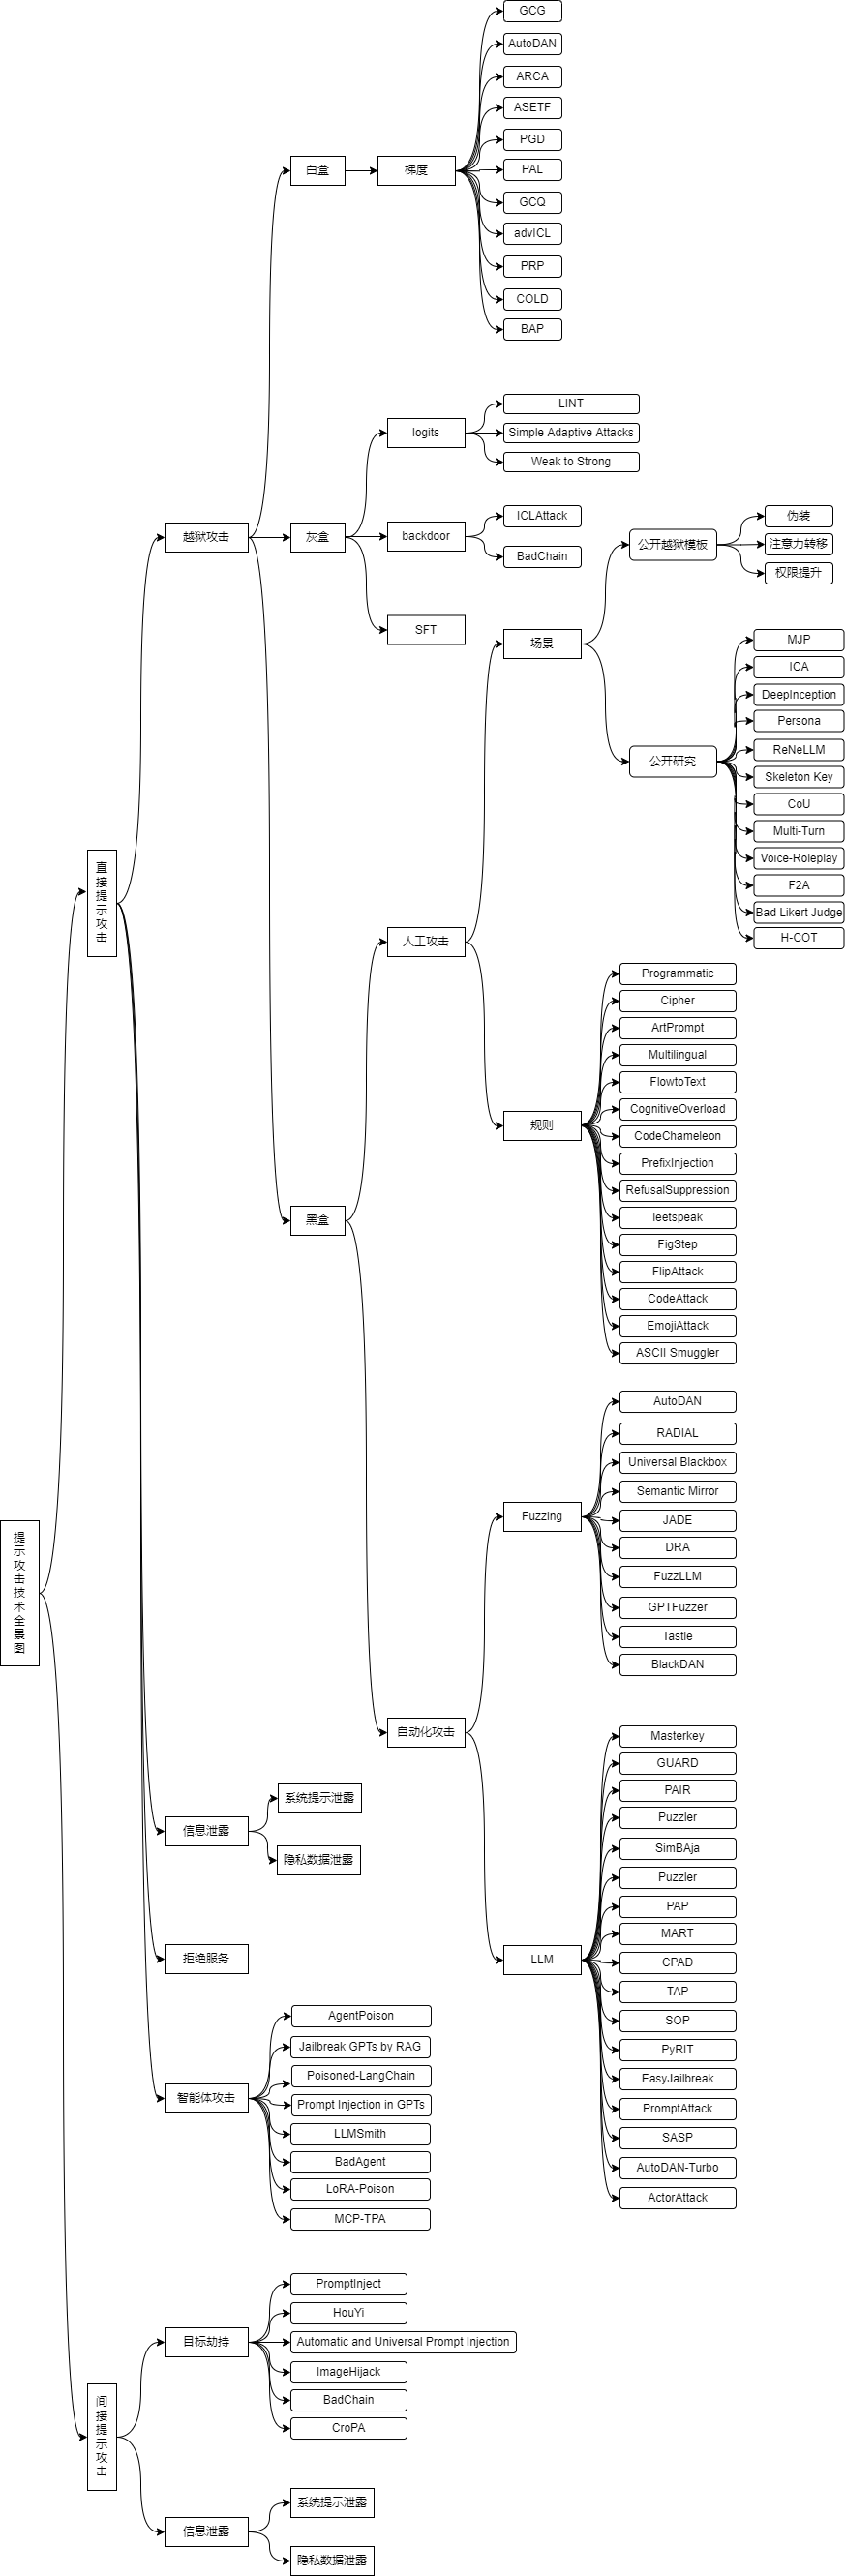 提示攻击技术全景图
直接提示攻击
越狱攻击
白盒
梯度
GCG
AutoDAN
ARCA
ASETF
PGD
PAL
GCQ
advICL
PRP
COLD
BAP
灰盒
logits
LINT
Simple Adaptive Attacks
Weak to Strong
backdoor
ICLAttack
BadChain
SFT
黑盒
人工攻击
场景
公开越狱模板
伪装
注意力转移
权限提升
公开研究
MJP
ICA
DeepInception
Persona
ReNeLLM
Skeleton Key
CoU
Multi-Turn
Voice-Roleplay
F2A
Bad Likert Judge
H-COT
规则
Programmatic
Cipher
ArtPrompt
Multilingual
FlowtoText
CognitiveOverload
CodeChameleon
PrefixInjection
RefusalSuppression
leetspeak
FigStep
FlipAttack
CodeAttack
EmojiAttack
ASCII Smuggler
自动化攻击
Fuzzing
AutoDAN
RADIAL
Universal Blackbox
Semantic Mirror
JADE
DRA
FuzzLLM
GPTFuzzer
Tastle
BlackDAN
LLM
Masterkey
GUARD
PAIR
Puzzler
SimBAja
Puzzler
PAP
MART
CPAD
TAP
SOP
PyRIT
EasyJailbreak
PromptAttack
SASP
AutoDAN-Turbo
ActorAttack
信息泄露
系统提示泄露
隐私数据泄露
拒绝服务
智能体攻击
AgentPoison
Jailbreak GPTs by RAG
Poisoned-LangChain
Prompt Injection in GPTs
LLMSmith
BadAgent
LoRA-Poison
MCP-TPA
间接提示攻击
目标劫持
PromptInject
HouYi
Automatic and Universal Prompt Injection
ImageHijack
BadChain
CroPA
信息泄露
系统提示泄露
隐私数据泄露